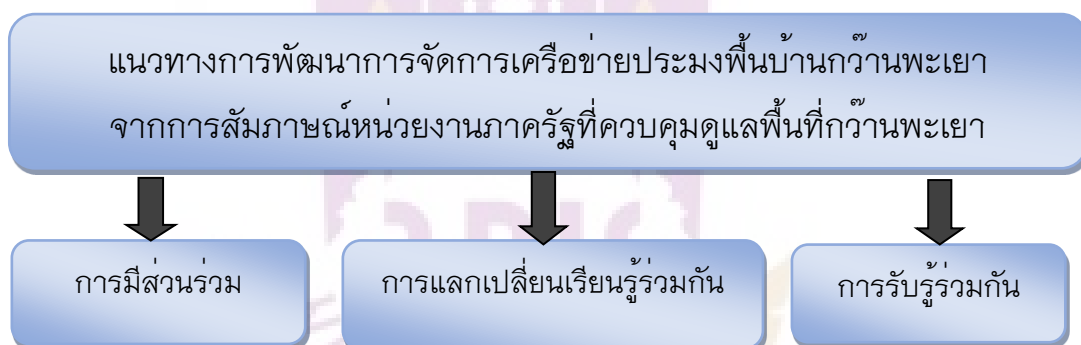 แนวทางการพัฒนาการจัดการเครือข่ายประมงพื้นบ้านกว๊านพะเยา
จากการสัมภาษณ์หน่วยงานภาครัฐที่ควบคุมดูแลพื้นที่กว๊านพะเยา
การมีส่วนร่วม
การแลกเปลี่ยนเรียนรู้ร่วมกัน
การรับรู้ร่วมกัน